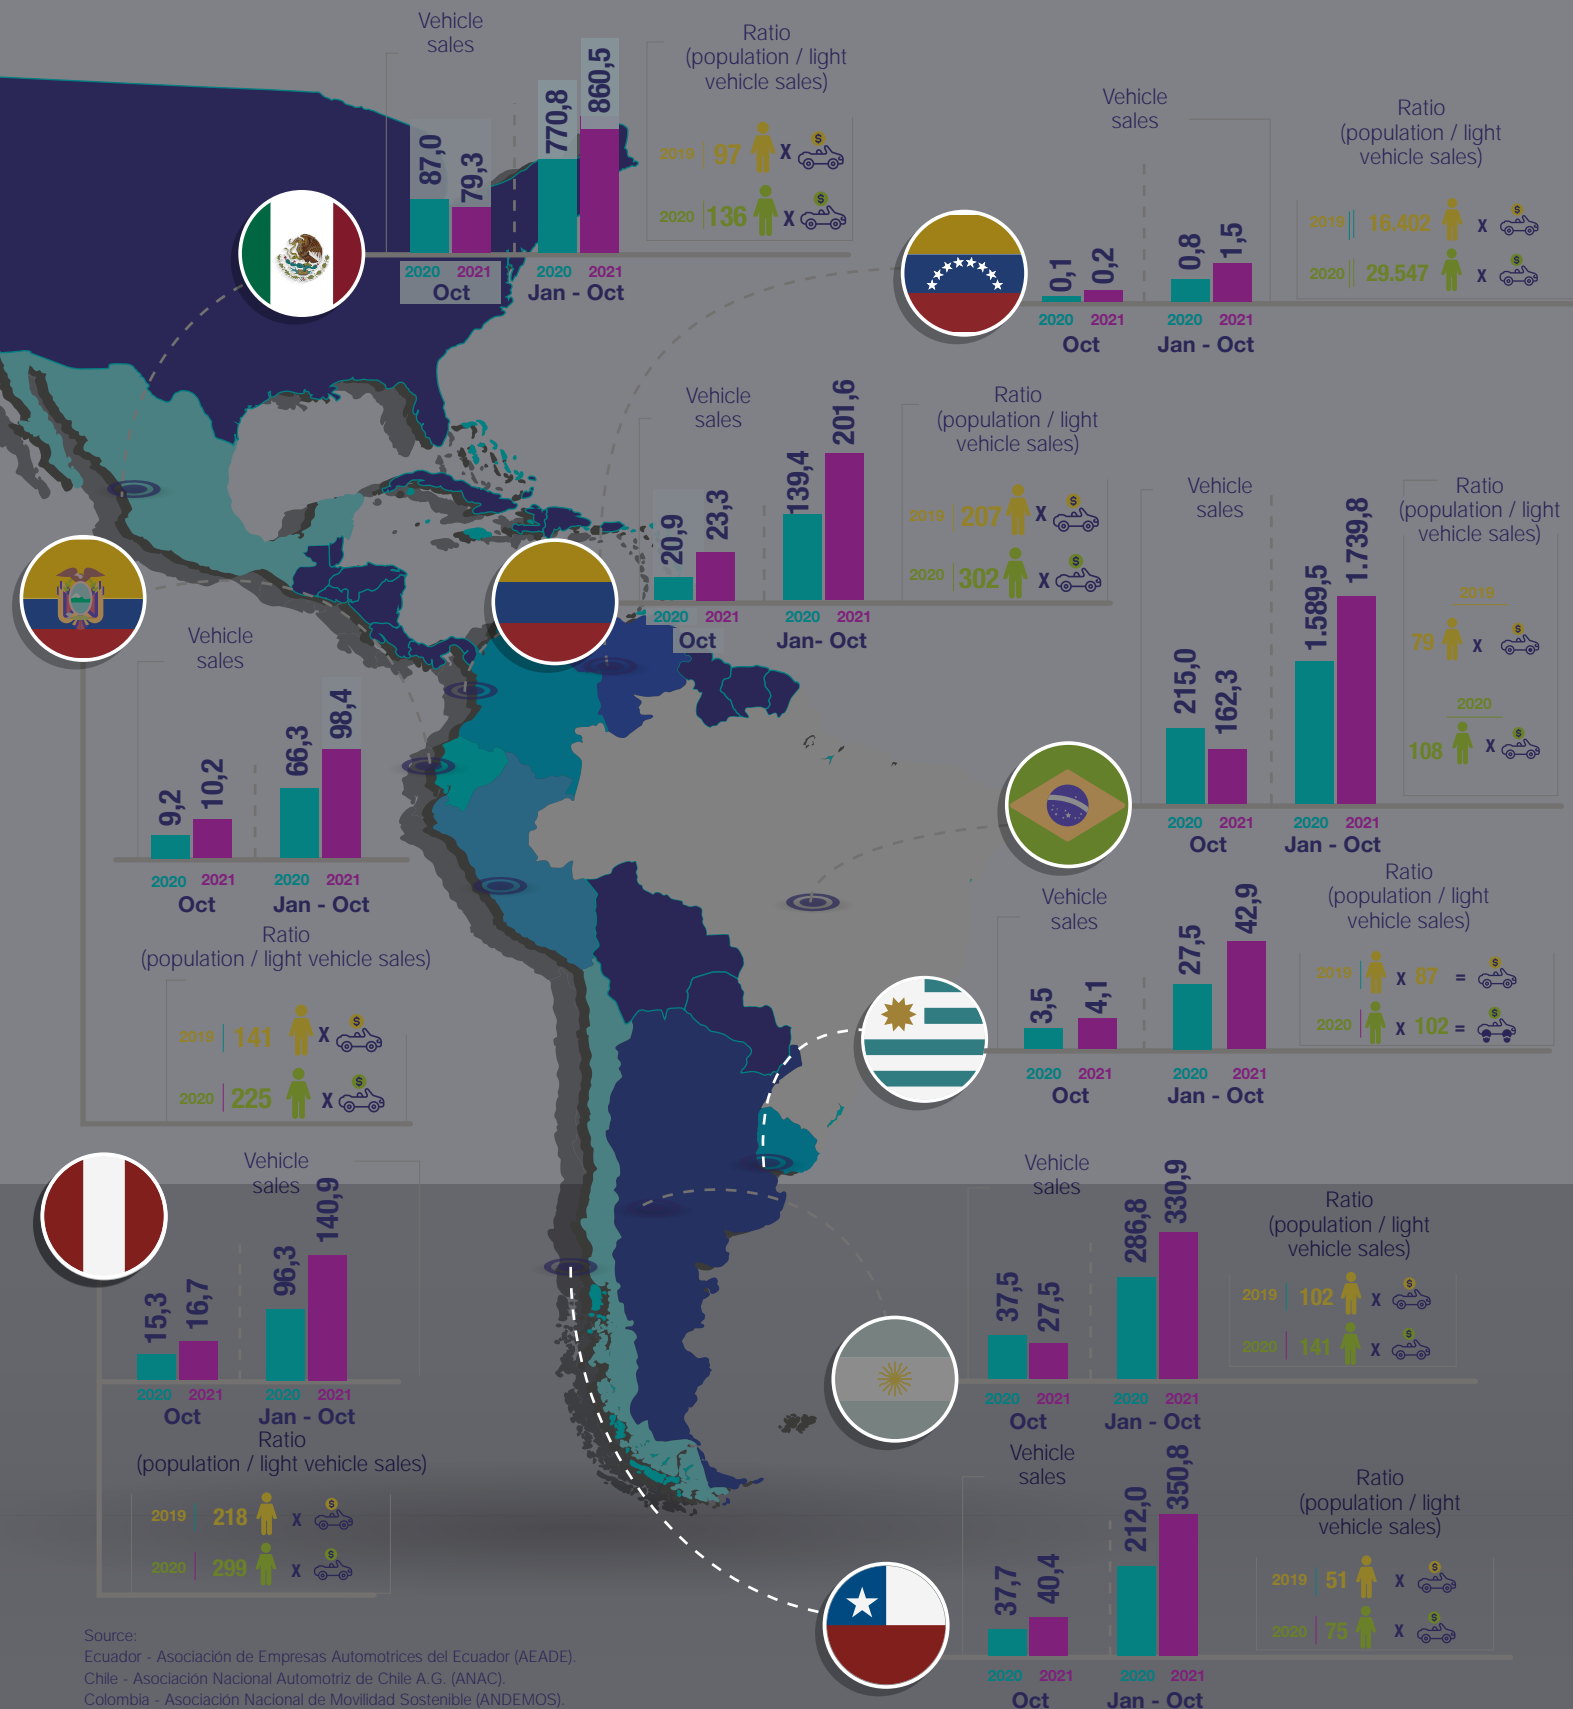 Vehicle
sales
87,0
79,3
770,8
860,5
2020 2021
Oct
2020 2021
Jan - Oct
Ratio
(population / light
vehicle sales)
2019 97 X
2020 136 X
Vehicle
sales
0,1
0,2
0,8
1,5
2020 2021
Oct
2020 2021
Jan - Oct
Ratio
(population / light
vehicle sales)
2019 16.402 X
2020 29.547 X
Vehicle
sales
20,9
23,3
139,4
201,6
2020 2021
Oct
2020 2021
Jan- Oct
Ratio
(population / light
vehicle sales)
2019 207 X
2020 302 X
Vehicle
sales
215,0
162,3
1.589,5
1.739,8
2020 2021
Oct
2020 2021
Jan - Oct
Ratio
(population / light
vehicle sales)
2019
79 X
2020
108 X
Vehicle
sales
9,2
10,2
66,3
98,4
2020 2021
Oct
2020 2021
Jan - Oct
Ratio
(population / light vehicle sales)
2019 141 X
2020 225 X
Vehicle
sales
3,5
4,1
27,5
42,9
2020 2021
Oct
2020 2021
Jan - Oct
Ratio
(population / light
vehicle sales)
2019 X 87 =
2020 X 102 =
Vehicle
sales
15,3
16,7
96,3
140,9
2020 2021
Oct
2020 2021
Jan - Oct
Ratio
(population / light vehicle sales)
2019 218 X
2020 299 X
Vehicle
sales
37,5
27,5
286,8
330,9
2020 2021
Oct
2020 2021
Jan - Oct
Ratio
(population / light
vehicle sales)
2019 102 X
2020 141 X
Vehicle
sales
37,7
40,4
212,0
350,8
2020 2021
Oct
2020 2021
Jan - Oct
Ratio
(population / light
vehicle sales)
2019 51 X
2020 75 X
Source:
Ecuador - Asociación de Empresas Automotrices del Ecuador (AEADE).
Chile - Asociación Nacional Automotriz de Chile A.G. (ANAC).
Colombia - Asociación Nacional de Movilidad Sostenible (ANDEMOS).